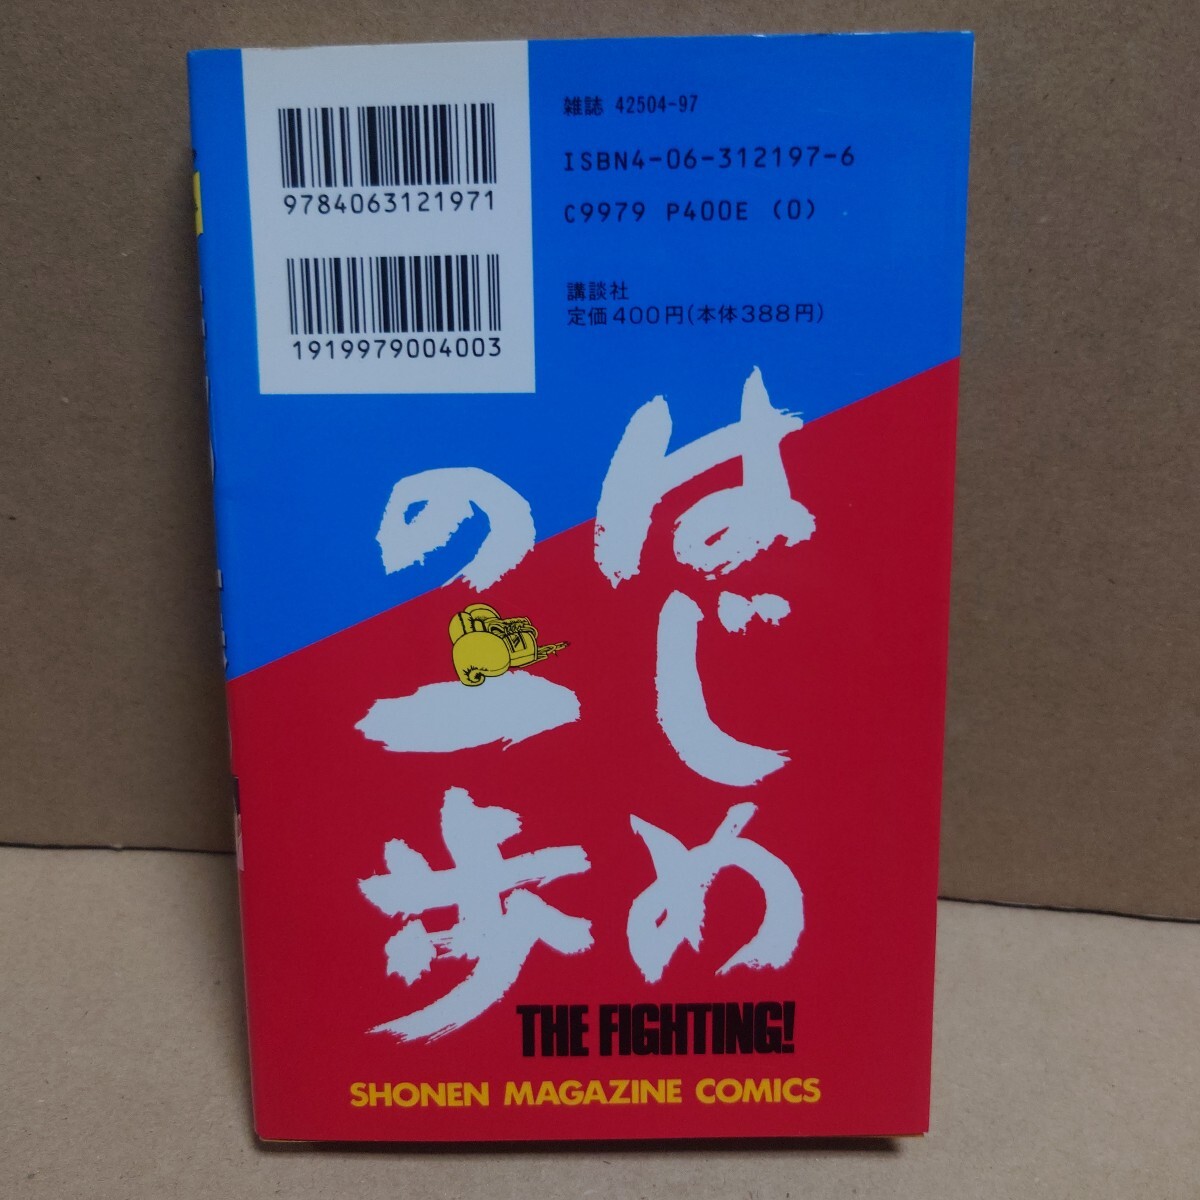 9784063121971
1919979004003
雑誌 42504-97
ISBN4-06-312197-6
C9979 P400E (0)
講談社
定価400円(本体388円)
はじめ
の一歩
THE FIGHTING!
SHONEN MAGAZINE COMICS